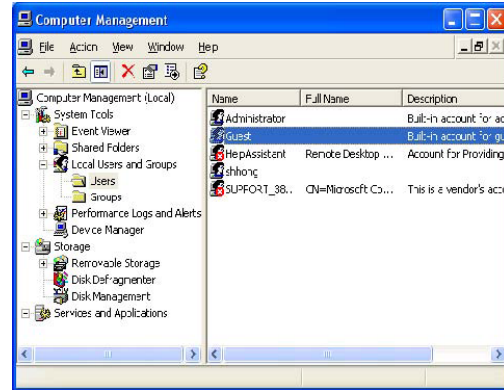 Computer Management
File Action View Window Help
Computer Management (Local)
System Tools
Event Viewer
Shared Folders
Local Users and Groups
Users
Groups
Performance Logs and Alerts
Device Manager
Storage
Removable Storage
Disk Defragmenter
Disk Management
Services and Applications
Name Full Name Description
Administrator Built-in account for ad
Guest Built-in account for gu
HelpAssistant Remote Desktop ... Account for Providing
shhong
SUPPORT_38... CN=Microsoft Co... This is a vendor's acco